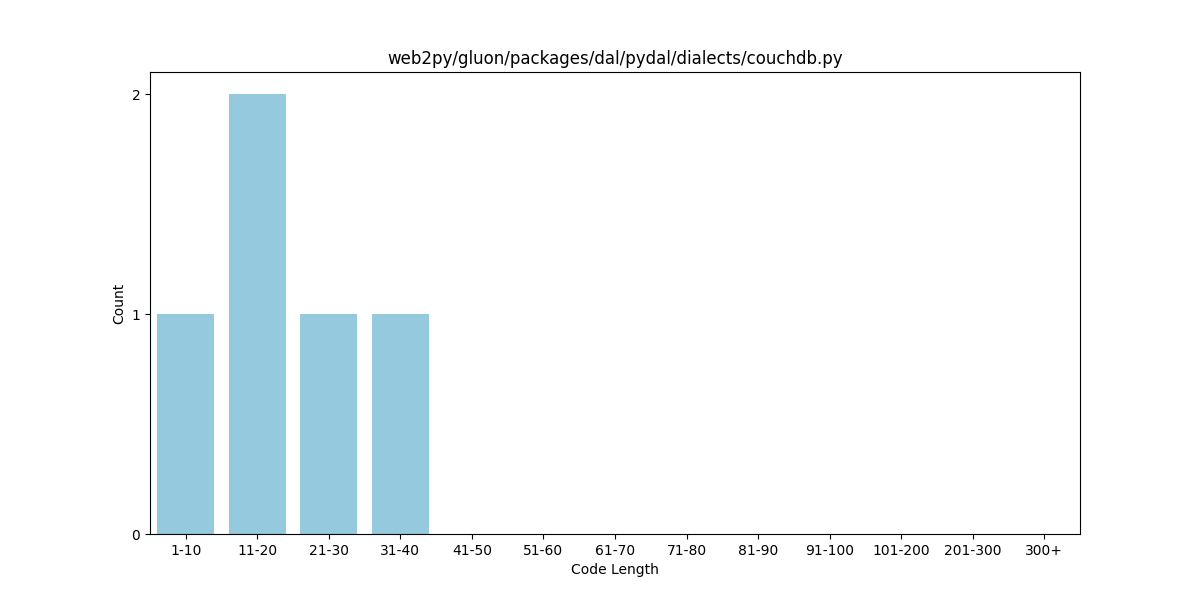 web2py/gluon/packages/dal/pydal/dialects/couchdb.py
2
1
0
Count
1-10 11-20 21-30 31-40 41-50 51-60 61-70 71-80 81-90 91-100 101-200 201-300 300+
Code Length